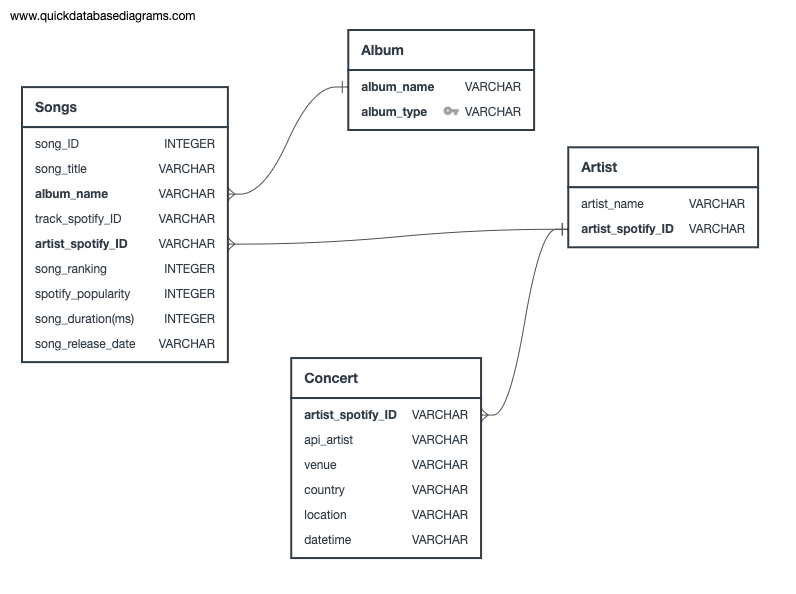 www.quickdatabasediagrams.com
Album
album_name VARCHAR
album_type VARCHAR
Songs
song_ID INTEGER
song_title VARCHAR
album_name VARCHAR
track_spotify_ID VARCHAR
artist_spotify_ID VARCHAR
song_ranking INTEGER
spotify_popularity INTEGER
song_duration(ms) INTEGER
song_release_date VARCHAR
Artist
artist_name VARCHAR
artist_spotify_ID VARCHAR
Concert
artist_spotify_ID VARCHAR
api_artist VARCHAR
venue VARCHAR
country VARCHAR
location VARCHAR
datetime VARCHAR